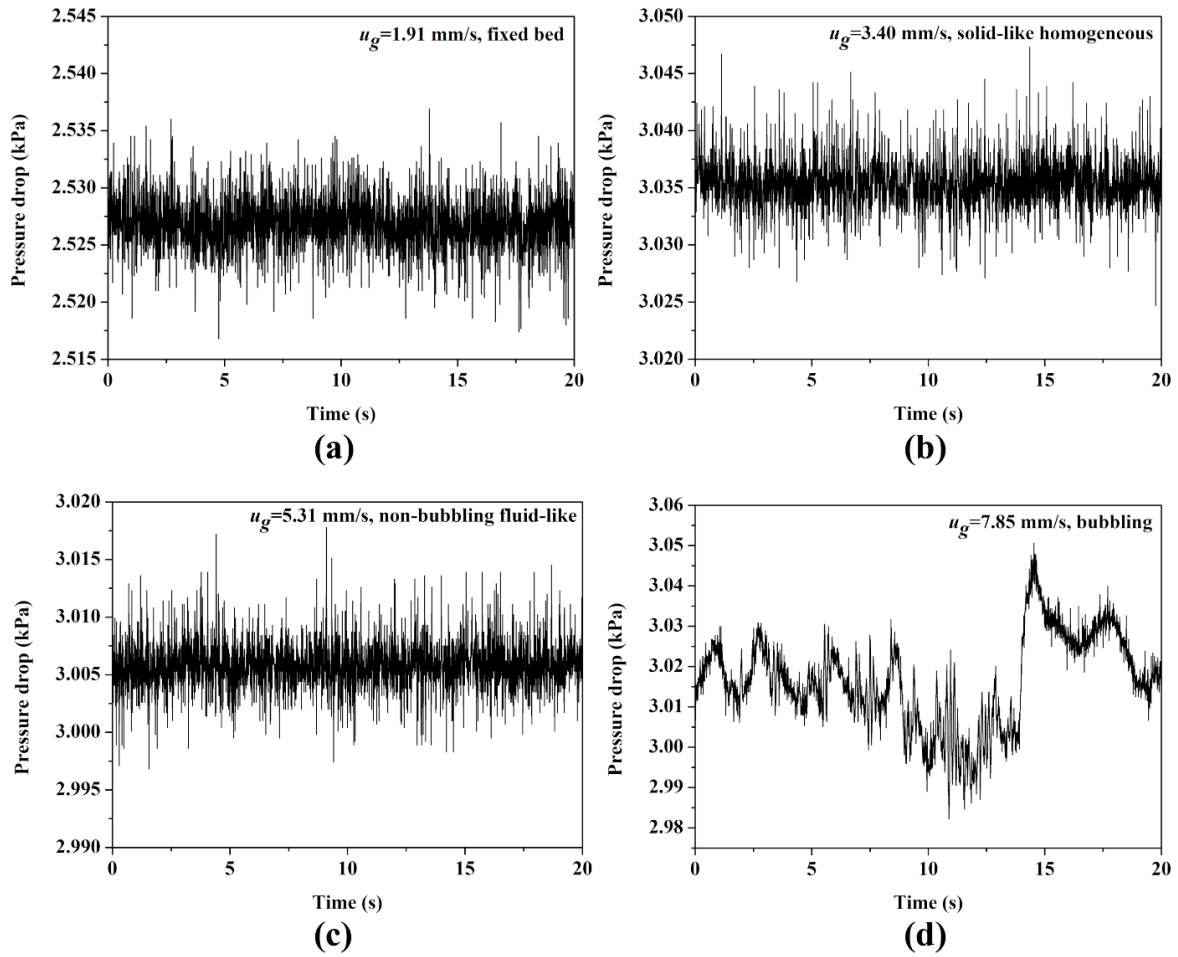 u_g=1.91 mm/s, fixed bed
2.545
2.540
2.535
2.530
2.525
2.520
2.515
Pressure drop (kPa)
0 5 10 15 20
Time (s)
(a)
u_g=3.40 mm/s, solid-like homogeneous
3.050
3.045
3.040
3.035
3.030
3.025
3.020
Pressure drop (kPa)
0 5 10 15 20
Time (s)
(b)
u_g=5.31 mm/s, non-bubbling fluid-like
3.020
3.015
3.010
3.005
3.000
2.995
2.990
Pressure drop (kPa)
0 5 10 15 20
Time (s)
(c)
u_g=7.85 mm/s, bubbling
3.06
3.05
3.04
3.03
3.02
3.01
3.00
2.99
2.98
Pressure drop (kPa)
0 5 10 15 20
Time (s)
(d)